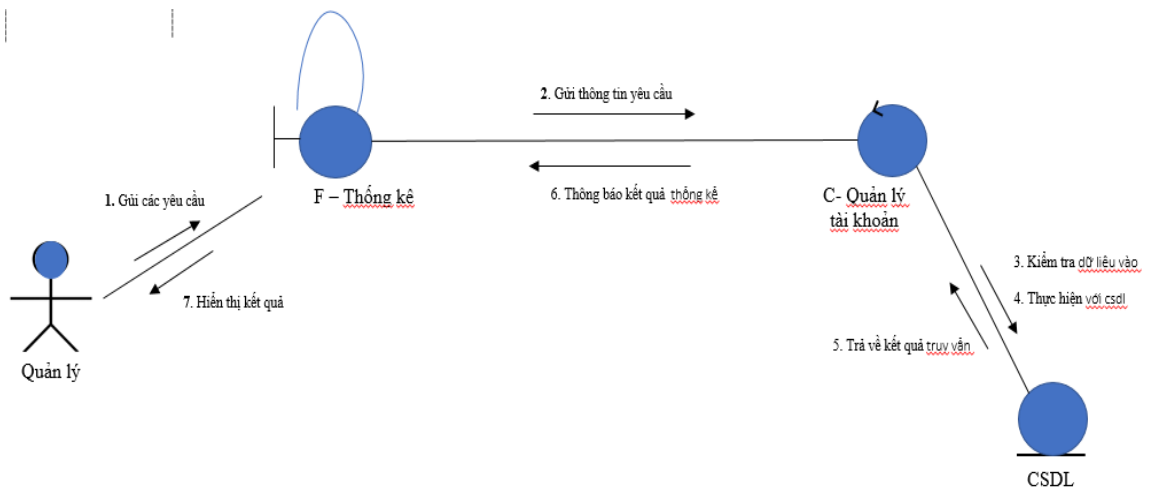 2. Gửi thông tin yêu cầu
1. Gửi các yêu cầu
F – Thống kê
6. Thông báo kết quả thống kê
C- Quản lý
tài khoản
7. Hiển thị kết quả
3. Kiểm tra dữ liêu vào
4. Thực hiện với csdl
5. Trả về kết quả truy vấn
Quản lý
CSDL